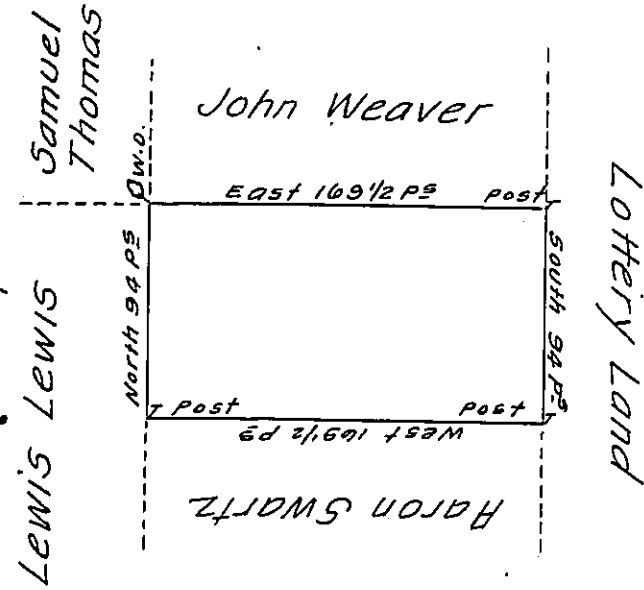 Samuel
Thomas
John Weaver
W.O.
East 169 1/2 Ps
Post
Lottery Land
South 94 Ps
Post
West 169 1/2 Ps
Post
North 94 Ps
Lewis Lewis
Aaron Swartz